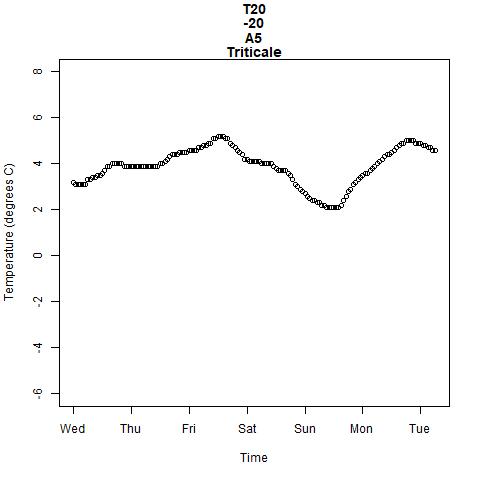 T20
-20
A5
Triticale
Temperature (degrees C)
8
6
4
2
0
-2
-4
-6
Wed Thu Fri Sat Sun Mon Tue
Time